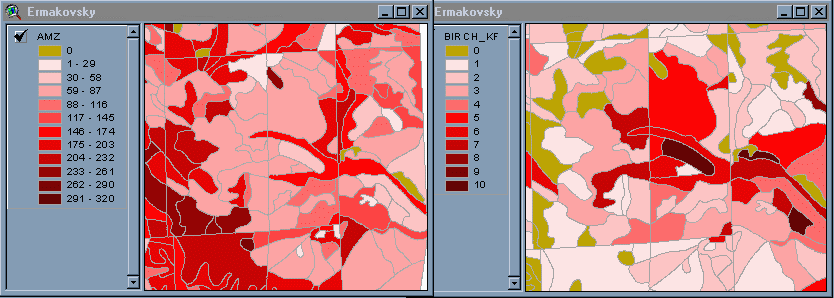 Ermakovsky
AMZ
0
1 - 29
30 - 58
59 - 87
88 - 116
117 - 145
146 - 174
175 - 203
204 - 232
233 - 261
262 - 290
291 - 320
Ermakovsky
BIRCH_KF
0
1
2
3
4
5
6
7
8
9
10